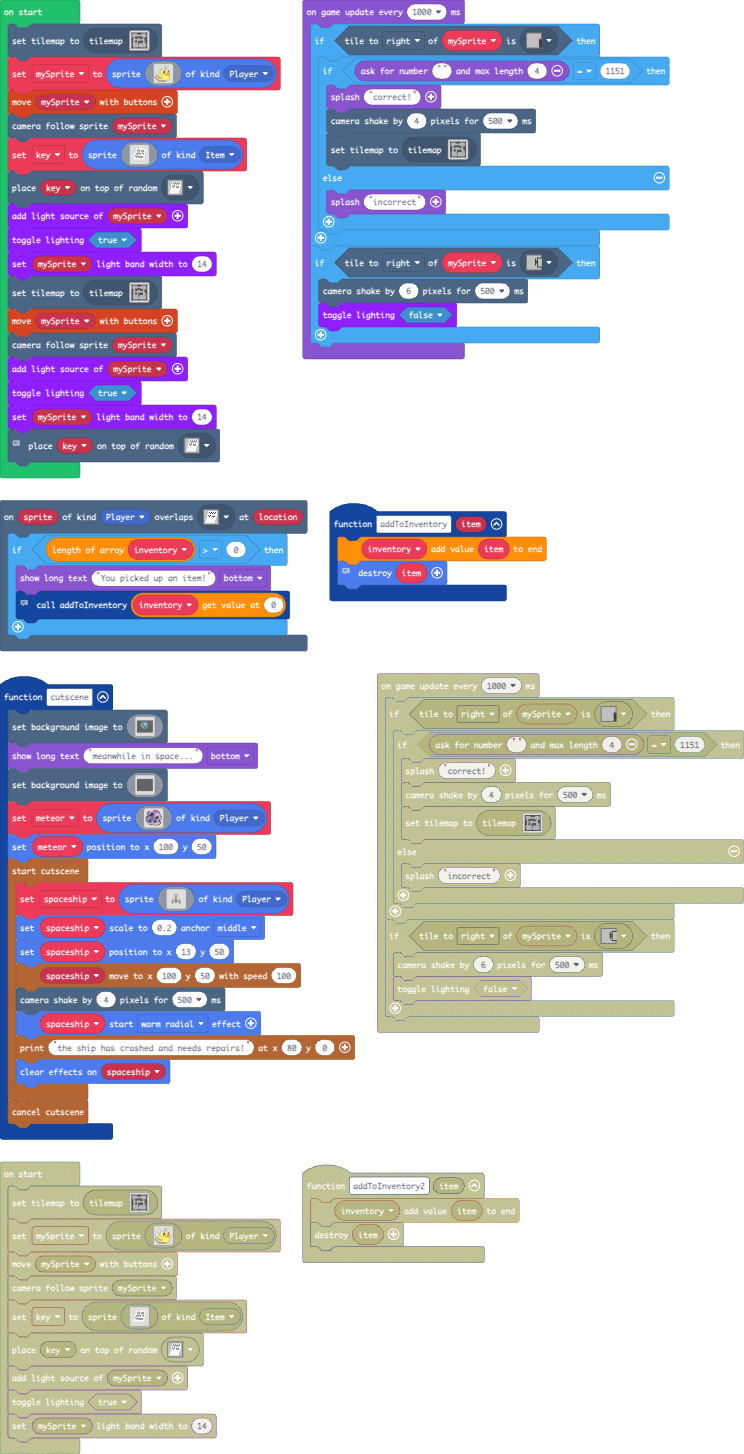 on start
set tilemap to tilemap
set mySprite to sprite of kind Player
move mySprite with buttons
camera follow sprite mySprite
set key to sprite of kind Item
place key on top of random
add light source of mySprite
toggle lighting true
set mySprite light band width to 14
set tilemap to tilemap
move mySprite with buttons
camera follow sprite mySprite
add light source of mySprite
toggle lighting true
set mySprite light band width to 14
place key on top of random
on game update every 1000 ms
if tile to right of mySprite is then
if ask for number "" and max length 4 = 1151 then
splash "correct!"
camera shake by 4 pixels for 500 ms
set tilemap to tilemap
else
splash "incorrect"
if tile to right of mySprite is then
camera shake by 6 pixels for 500 ms
toggle lighting false
on sprite of kind Player overlaps at location
if length of array inventory > 0 then
show long text "You picked up an item!" bottom
call addToInventory inventory get value at 0
function addToInventory item
inventory add value item to end
destroy item
function cutscene
set background image to
show long text "meanwhile in space..." bottom
set background image to
set meteor to sprite of kind Player
set meteor position to x 100 y 50
start cutscene
set spaceship to sprite of kind Player
set spaceship scale to 0.2 anchor middle
set spaceship position to x 13 y 50
spaceship move to x 100 y 50 with speed 100
camera shake by 4 pixels for 500 ms
spaceship start warm radial effect
print "the ship has crashed and needs repairs!" at x 80 y 0
clear effects on spaceship
cancel cutscene
on game update every 1000 ms
if tile to right of mySprite is then
if ask for number "" and max length 4 = 1151 then
splash "correct!"
camera shake by 4 pixels for 500 ms
set tilemap to tilemap
else
splash "incorrect"
if tile to right of mySprite is then
camera shake by 6 pixels for 500 ms
toggle lighting false
on start
set tilemap to tilemap
set mySprite to sprite of kind Player
move mySprite with buttons
camera follow sprite mySprite
set key to sprite of kind Item
place key on top of random
add light source of mySprite
toggle lighting true
set mySprite light band width to 14
function addToInventory2 item
inventory add value item to end
destroy item